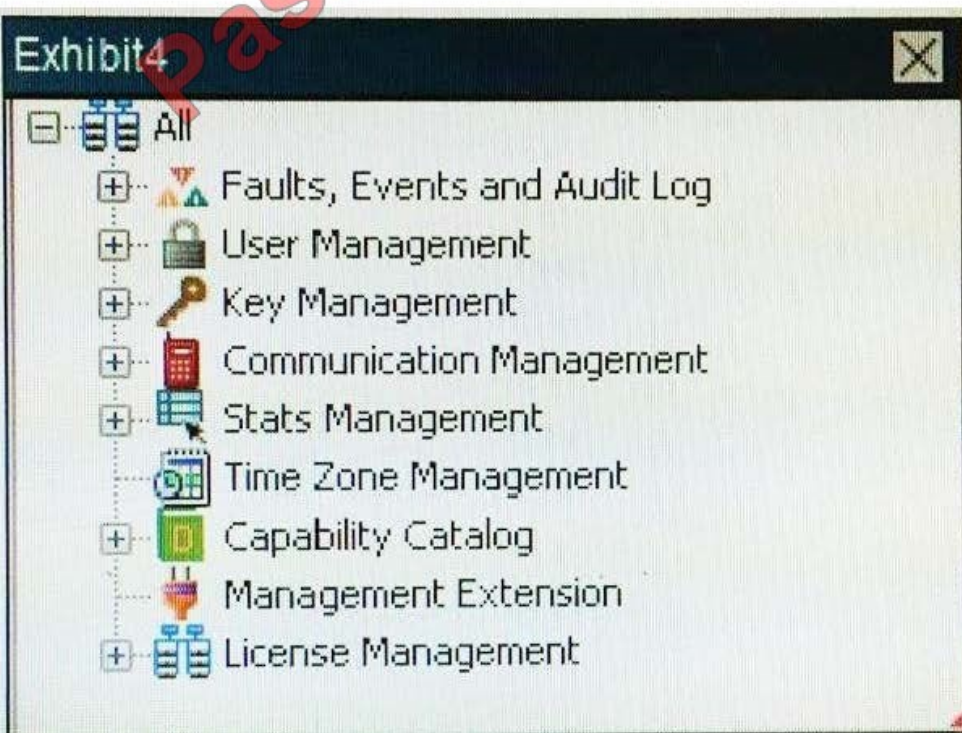 Exhibit4
All
Faults, Events and Audit Log
User Management
Key Management
Communication Management
Stats Management
Time Zone Management
Capability Catalog
Management Extension
License Management